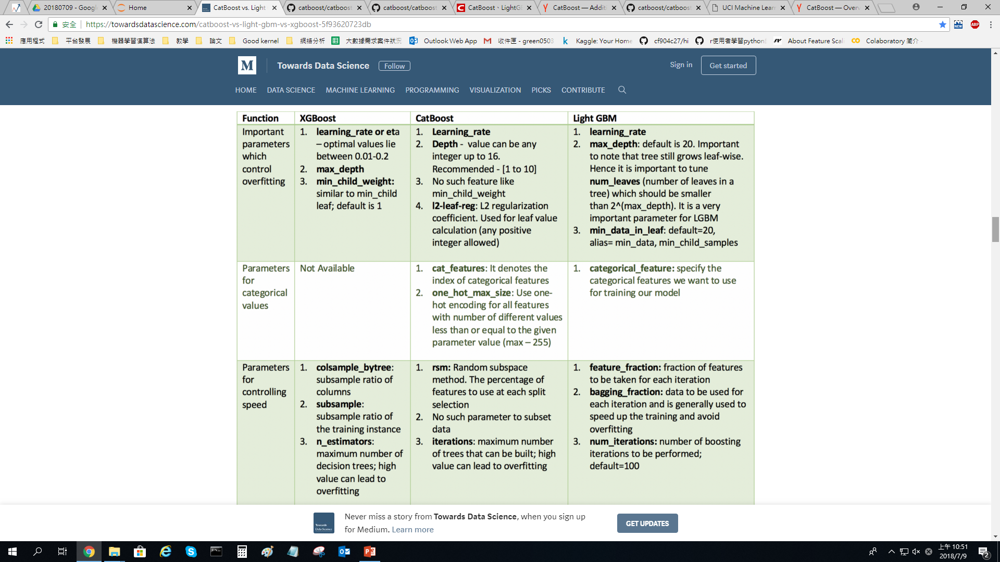 20180709 - Googl
Home
CatBoost vs. Light
catboost/catboost
catboost/catboost
CatBoost、LightG
CatBoost — Addit
catboost/catboost
UCI Machine Lear
CatBoost — Over
安全
https://towardsdatascience.com/catboost-vs-light-gbm-vs-xgboost-5f93620723db
NEW
ABP
應用程式
平台發展
機器學習演算法
教學
論文
Good kernel
網絡分析
大數據需求案件狀況
Outlook Web App
收件匣 - green0503
Kaggle: Your Home
cf904c27/hi
r使用者學習python
About Feature Scal
Colaboratory 简介 -
M
Towards Data Science
Follow
Sign in
Get started
HOME
DATA SCIENCE
MACHINE LEARNING
PROGRAMMING
VISUALIZATION
PICKS
CONTRIBUTE
Function
XGBoost
CatBoost
Light GBM
Important
parameters
which
control
overfitting
1. learning_rate or eta
– optimal values lie
between 0.01-0.2
2. max_depth
3. min_child_weight:
similar to min_child
leaf; default is 1
1. Learning_rate
2. Depth - value can be any
integer up to 16.
Recommended - [1 to 10]
3. No such feature like
min_child_weight
4. l2-leaf-reg: L2 regularization
coefficient. Used for leaf value
calculation (any positive
integer allowed)
1. learning_rate
2. max_depth: default is 20. Important
to note that tree still grows leaf-wise.
Hence it is important to tune
num_leaves (number of leaves in a
tree) which should be smaller
than 2^(max_depth). It is a very
important parameter for LGBM
3. min_data_in_leaf: default=20,
alias= min_data, min_child_samples
Parameters
for
categorical
values
Not Available
1. cat_features: It denotes the
index of categorical features
2. one_hot_max_size: Use one-
hot encoding for all features
with number of different values
less than or equal to the given
parameter value (max – 255)
1. categorical_feature: specify the
categorical features we want to use
for training our model
Parameters
for
controlling
speed
1. colsample_bytree:
subsample ratio of
columns
2. subsample:
subsample ratio of
the training instance
3. n_estimators:
maximum number of
decision trees; high
value can lead to
overfitting
1. rsm: Random subspace
method. The percentage of
features to use at each split
selection
2. No such parameter to subset
data
3. iterations: maximum number
of trees that can be built; high
value can lead to overfitting
1. feature_fraction: fraction of features
to be taken for each iteration
2. bagging_fraction: data to be used for
each iteration and is generally used to
speed up the training and avoid
overfitting
3. num_iterations: number of boosting
iterations to be performed;
default=100
Towards
Data Science
Never miss a story from Towards Data Science, when you sign up
for Medium. Learn more
GET UPDATES
上午 10:51
2018/7/9
2